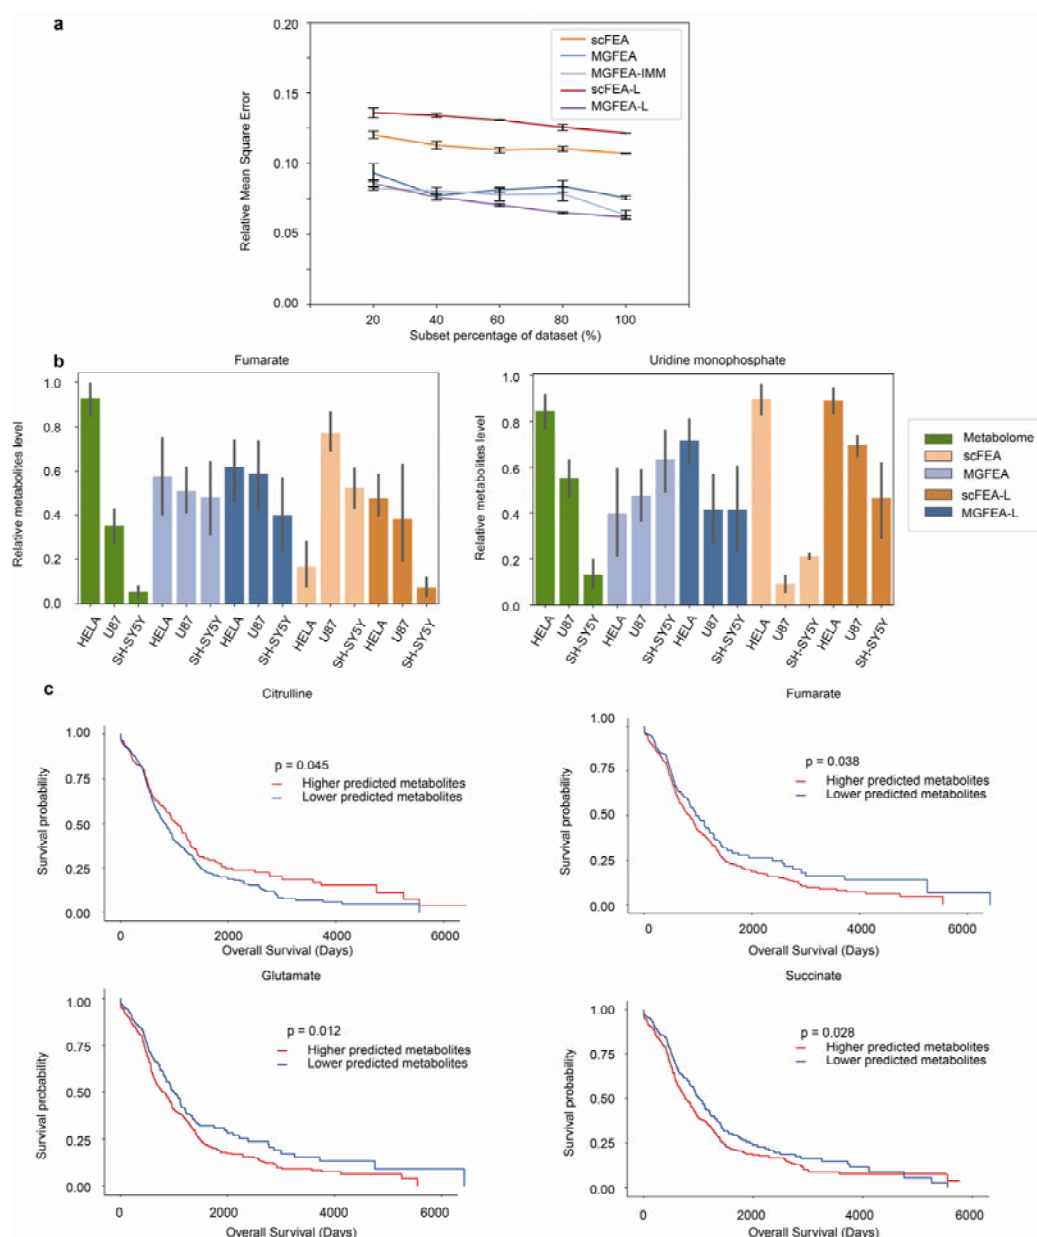 a
0.20
0.15
0.10
0.05
0.00
Relative Mean Square Error
scFEA
MGFEA
MGFEA-IMM
scFEA-L
MGFEA-L
20 40 60 80 100
Subset percentage of dataset (%)
b
Fumarate
1.0
0.8
0.6
0.4
0.2
0.0
Relative metabolites level
HELA U87 SH-SY5Y HELA U87 SH-SY5Y HELA U87 SH-SY5Y HELA U87 SH-SY5Y HELA U87 SH-SY5Y
Uridine monophosphate
1.0
0.8
0.6
0.4
0.2
0.0
Relative metabolites level
HELA U87 SH-SY5Y HELA U87 SH-SY5Y HELA U87 SH-SY5Y HELA U87 SH-SY5Y HELA U87 SH-SY5Y
Metabolome
scFEA
MGFEA
scFEA-L
MGFEA-L
c
Citrulline
1.00
0.75
0.50
0.25
0.00
Survival probability
p = 0.045
Higher predicted metabolites
Lower predicted metabolites
0 2000 4000 6000
Overall Survival (Days)
Fumarate
1.00
0.75
0.50
0.25
0.00
Survival probability
p = 0.038
Higher predicted metabolites
Lower predicted metabolites
0 2000 4000 6000
Overall Survival (Days)
Glutamate
1.00
0.75
0.50
0.25
0.00
Survival probability
p = 0.012
Higher predicted metabolites
Lower predicted metabolites
0 2000 4000 6000
Overall Survival (Days)
Succinate
1.00
0.75
0.50
0.25
0.00
Survival probability
p = 0.028
Higher predicted metabolites
Lower predicted metabolites
0 2000 4000 6000
Overall Survival (Days)